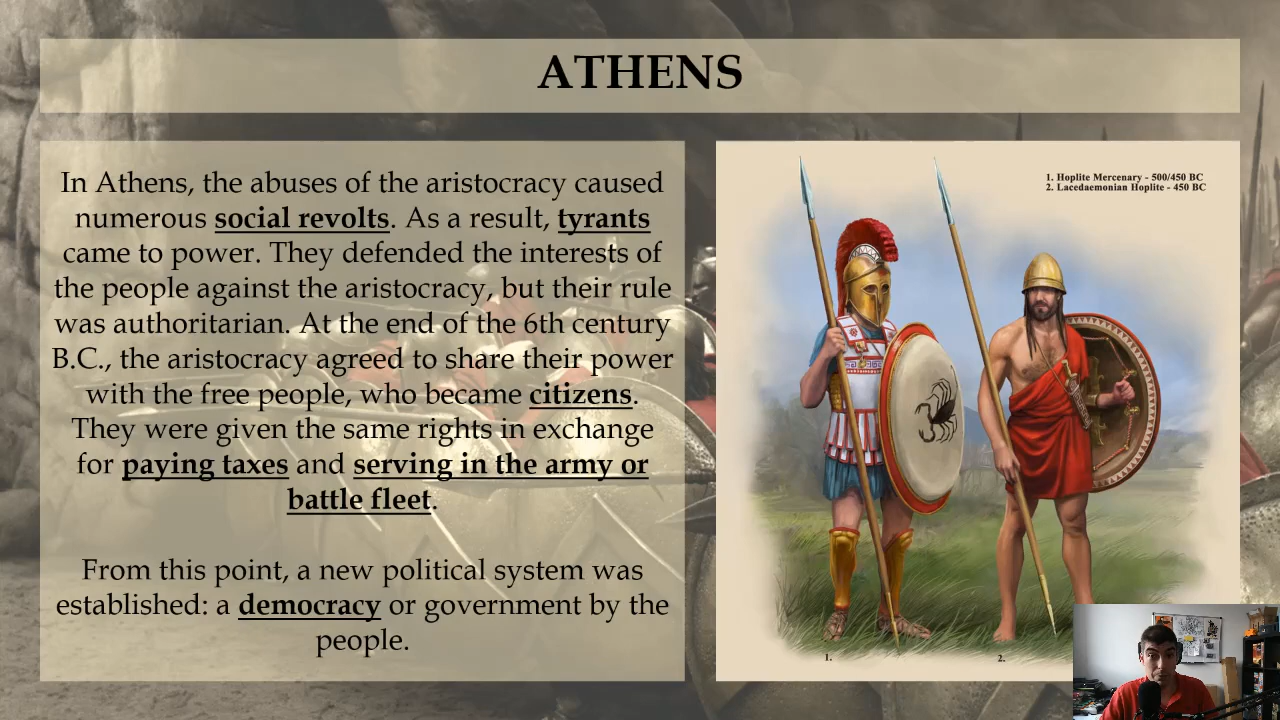 ATHENS
In Athens, the abuses of the aristocracy caused
numerous social revolts. As a result, tyrants
came to power. They defended the interests of
the people against the aristocracy, but their rule
was authoritarian. At the end of the 6th century
B.C., the aristocracy agreed to share their power
with the free people, who became citizens.
They were given the same rights in exchange
for paying taxes and serving in the army or
battle fleet.
From this point, a new political system was
established: a democracy or government by the
people.
1. Hoplite Mercenary - 500/450 BC
2. Lacedaemonian Hoplite - 450 BC
1.
2.